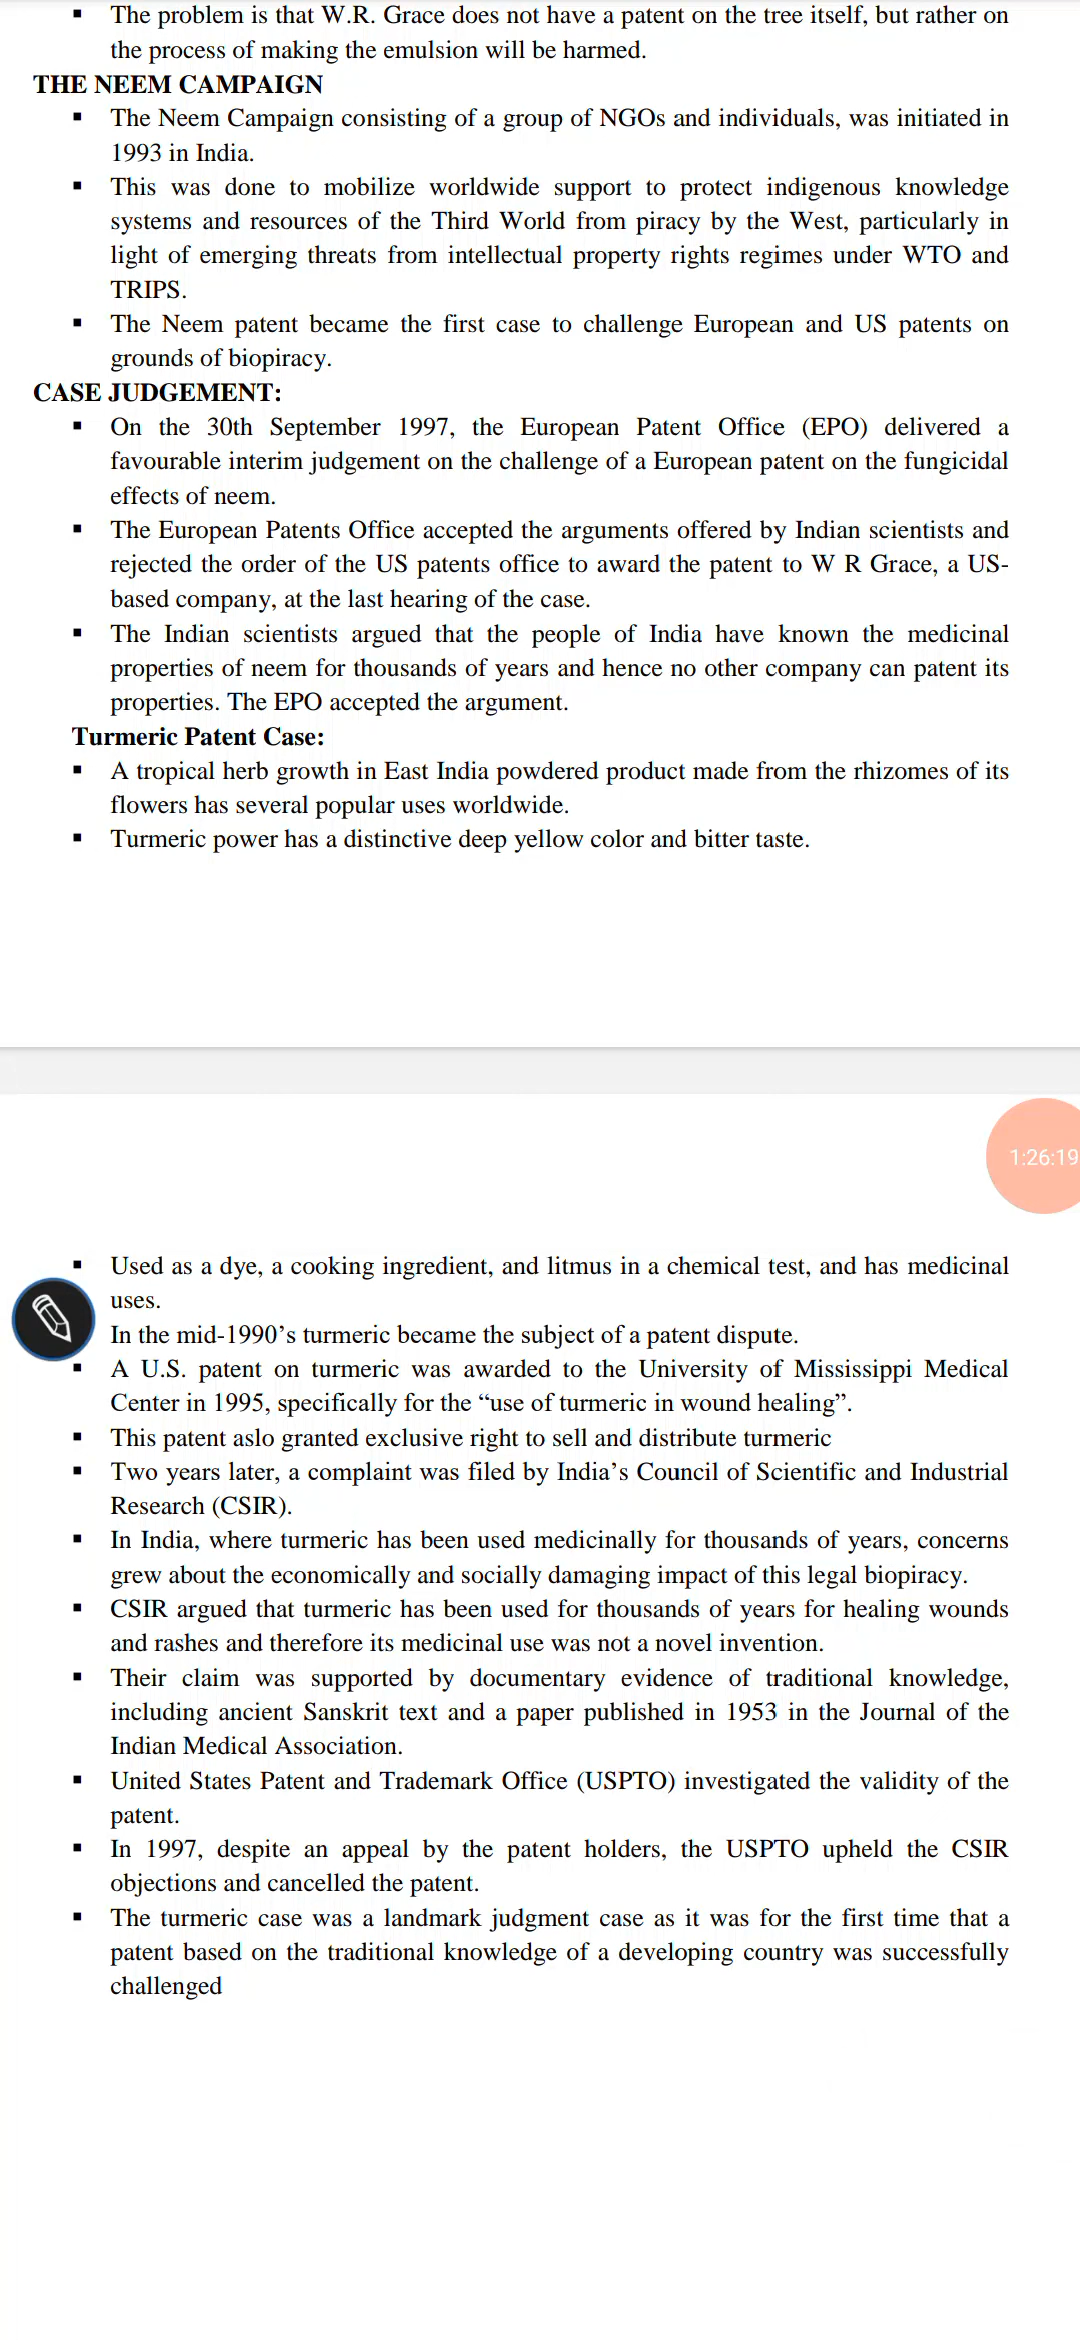 ▪ The problem is that W.R. Grace does not have a patent on the tree itself, but rather on
the process of making the emulsion will be harmed.
THE NEEM CAMPAIGN
▪ The Neem Campaign consisting of a group of NGOs and individuals, was initiated in
1993 in India.
▪ This was done to mobilize worldwide support to protect indigenous knowledge
systems and resources of the Third World from piracy by the West, particularly in
light of emerging threats from intellectual property rights regimes under WTO and
TRIPS.
▪ The Neem patent became the first case to challenge European and US patents on
grounds of biopiracy.
CASE JUDGEMENT:
▪ On the 30th September 1997, the European Patent Office (EPO) delivered a
favourable interim judgement on the challenge of a European patent on the fungicidal
effects of neem.
▪ The European Patents Office accepted the arguments offered by Indian scientists and
rejected the order of the US patents office to award the patent to W R Grace, a US-
based company, at the last hearing of the case.
▪ The Indian scientists argued that the people of India have known the medicinal
properties of neem for thousands of years and hence no other company can patent its
properties. The EPO accepted the argument.
Turmeric Patent Case:
▪ A tropical herb growth in East India powdered product made from the rhizomes of its
flowers has several popular uses worldwide.
▪ Turmeric power has a distinctive deep yellow color and bitter taste.
1:26:19
▪ Used as a dye, a cooking ingredient, and litmus in a chemical test, and has medicinal
uses.
In the mid-1990’s turmeric became the subject of a patent dispute.
▪ A U.S. patent on turmeric was awarded to the University of Mississippi Medical
Center in 1995, specifically for the “use of turmeric in wound healing”.
▪ This patent aslo granted exclusive right to sell and distribute turmeric
▪ Two years later, a complaint was filed by India’s Council of Scientific and Industrial
Research (CSIR).
▪ In India, where turmeric has been used medicinally for thousands of years, concerns
grew about the economically and socially damaging impact of this legal biopiracy.
▪ CSIR argued that turmeric has been used for thousands of years for healing wounds
and rashes and therefore its medicinal use was not a novel invention.
▪ Their claim was supported by documentary evidence of traditional knowledge,
including ancient Sanskrit text and a paper published in 1953 in the Journal of the
Indian Medical Association.
▪ United States Patent and Trademark Office (USPTO) investigated the validity of the
patent.
▪ In 1997, despite an appeal by the patent holders, the USPTO upheld the CSIR
objections and cancelled the patent.
▪ The turmeric case was a landmark judgment case as it was for the first time that a
patent based on the traditional knowledge of a developing country was successfully
challenged